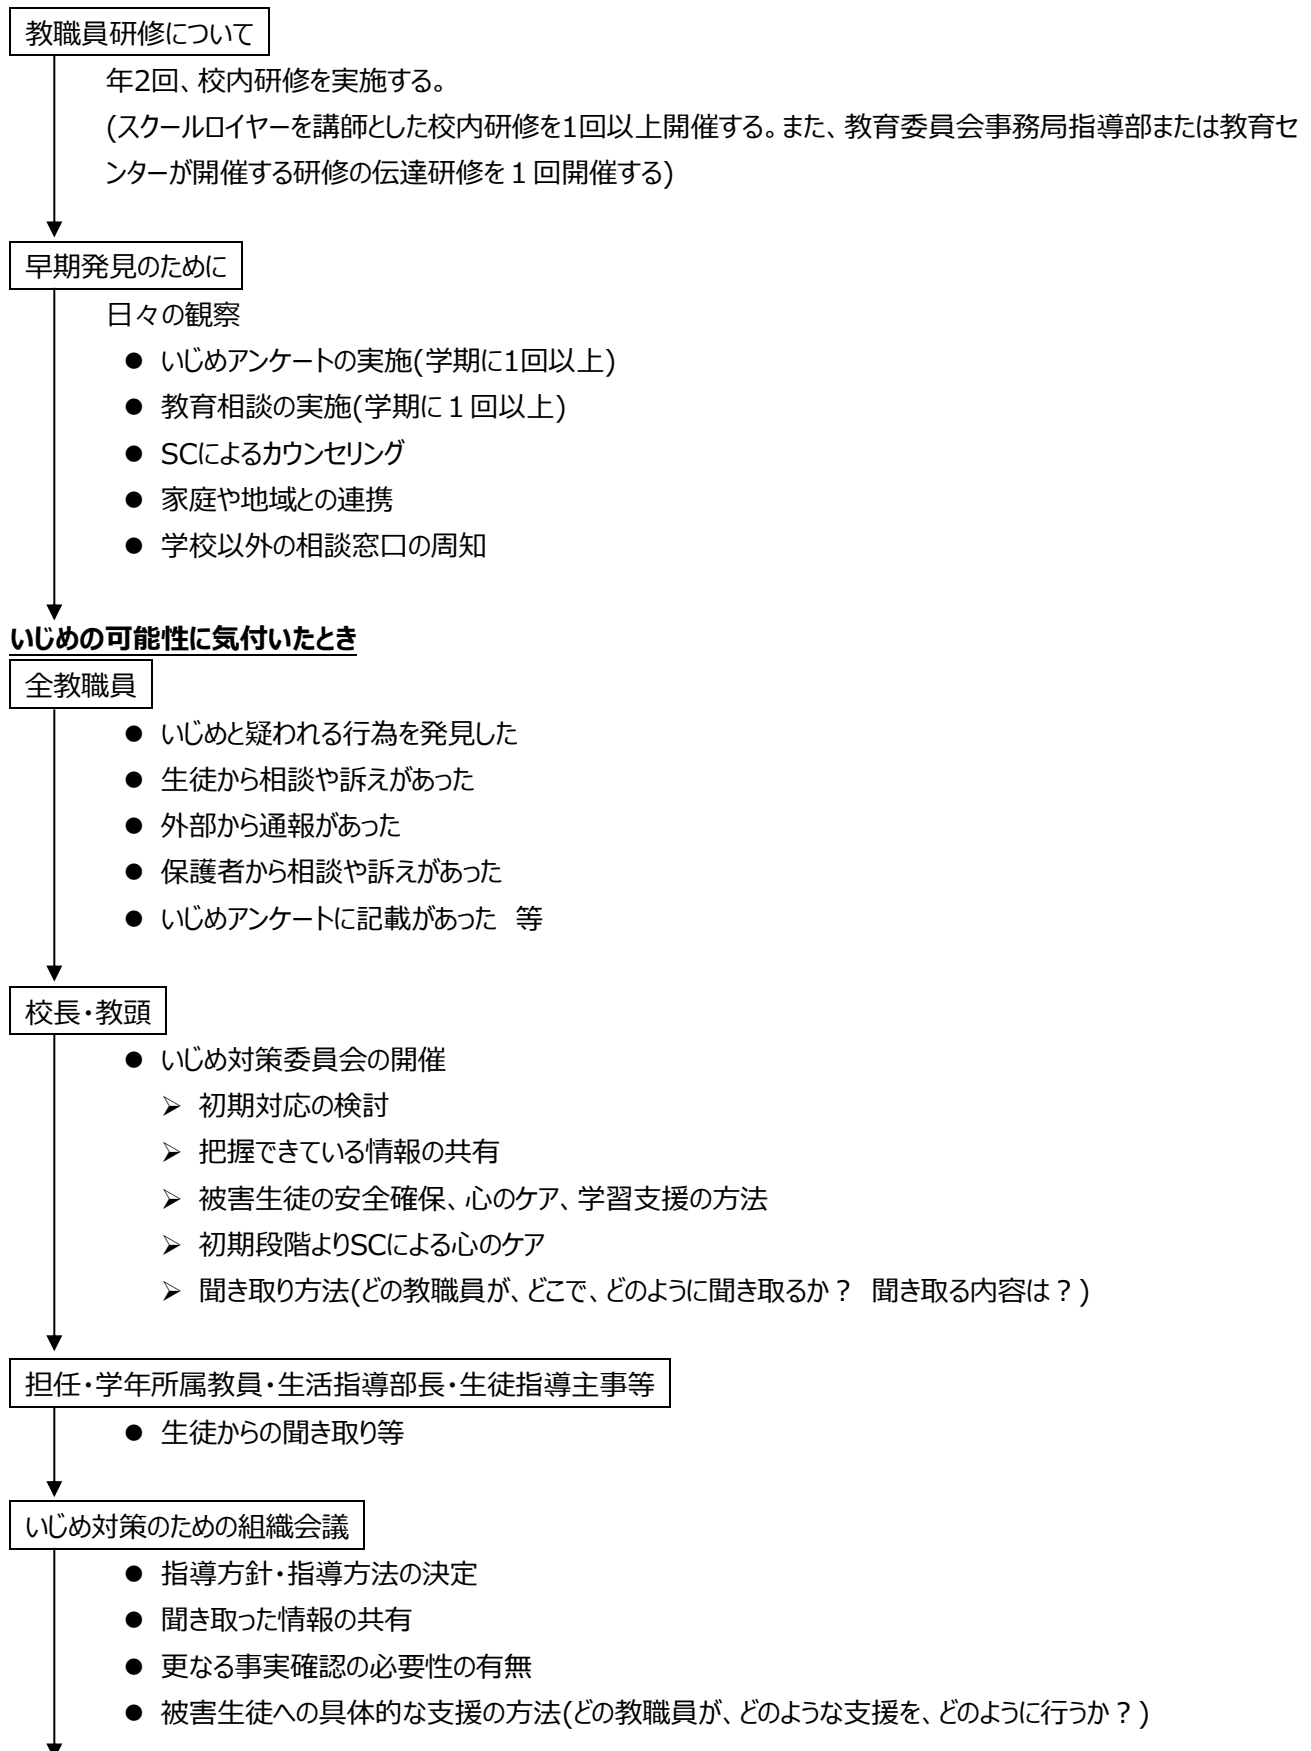 教職員研修について
年2回、校内研修を実施する。
(スクールロイヤーを講師とした校内研修を1回以上開催する。また、教育委員会事務局指導部または教育セ
ンターが開催する研修の伝達研修を１回開催する)
早期発見のために
日々の観察
● いじめアンケートの実施(学期に1回以上)
● 教育相談の実施(学期に１回以上)
● SCによるカウンセリング
● 家庭や地域との連携
● 学校以外の相談窓口の周知
いじめの可能性に気付いたとき
全教職員
● いじめと疑われる行為を発見した
● 生徒から相談や訴えがあった
● 外部から通報があった
● 保護者から相談や訴えがあった
● いじめアンケートに記載があった　等
校長・教頭
● いじめ対策委員会の開催
➢ 初期対応の検討
➢ 把握できている情報の共有
➢ 被害生徒の安全確保、心のケア、学習支援の方法
➢ 初期段階よりSCによる心のケア
➢ 聞き取り方法(どの教職員が、どこで、どのように聞き取るか？　聞き取る内容は？)
担任・学年所属教員・生活指導部長・生徒指導主事等
● 生徒からの聞き取り等
いじめ対策のための組織会議
● 指導方針・指導方法の決定
● 聞き取った情報の共有
● 更なる事実確認の必要性の有無
● 被害生徒への具体的な支援の方法(どの教職員が、どのような支援を、どのように行うか？)